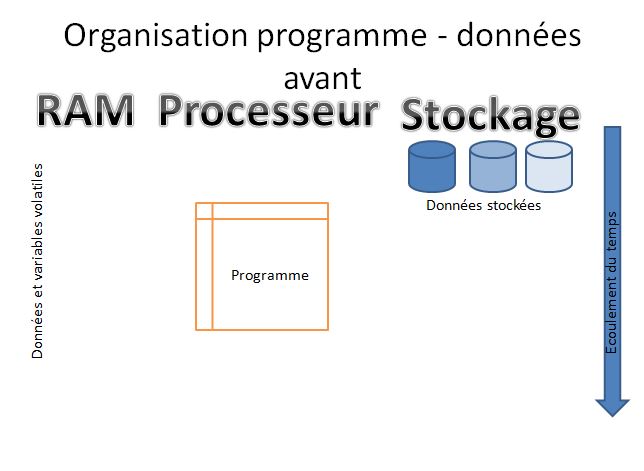 Organisation programme - données
avant
RAM Processeur Stockage
Données stockées
Données et variables volatiles
Programme
Ecoulement du temps